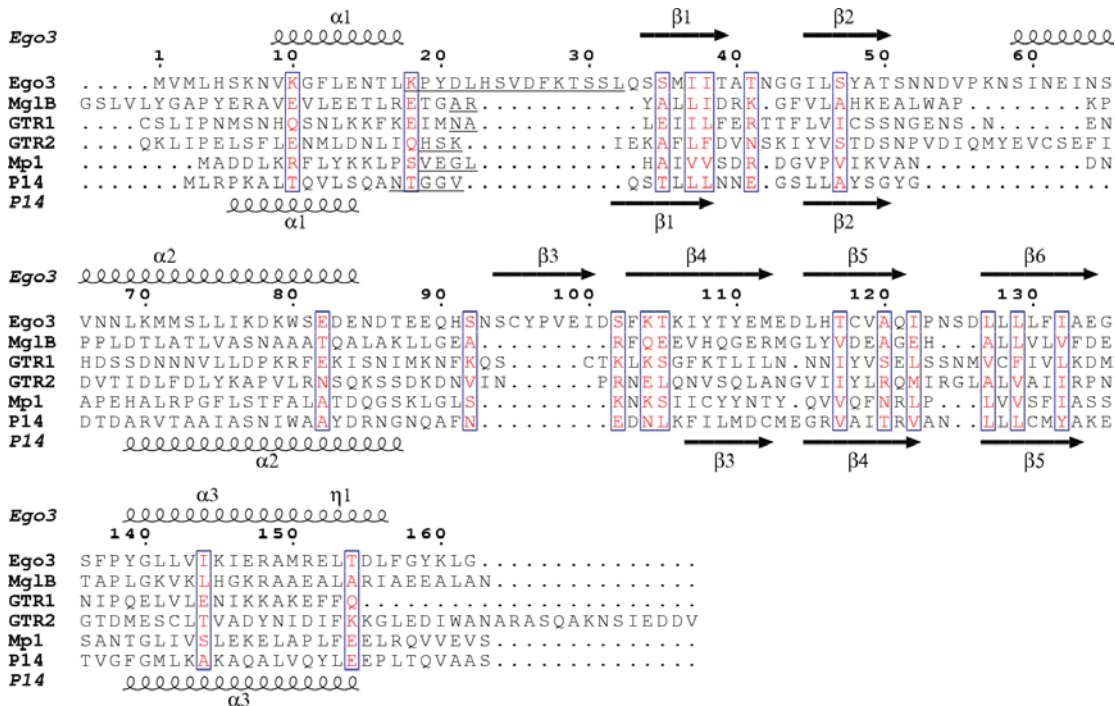 α1 β1 β2
Ego3
1 10 20 30 40 50 60
Ego3 .....MVMLHSKNVKGFLENTLKPYDLHSVDFKTSSLQSSMIITATNGGILSYATSNNDVPKNSINEINS
MglB GSLVLYGAPYERAVEVLEETLRETGAR...........YALLIDRK.GFVLAHKEALWAP........KP
GTR1 ....CSLIPNMSNHQSNLKKFKEIMNA...........LEIILFERTTFLVICSSNGENS.N......EN
GTR2 ....QKLIPELSFLENMLDNLIQHSK..........IEKAFLFDVNSKIYVSTDSNPVDIQMYEVCSEFI
Mp1 ........MADDLKRFLYKKLPSVEGL...........HAIVVSDR.DGVPVIKVAN...........DN
P14 .......MLRPKALTQVLSQANTGGV...........QSTLLLNNE.GSLLAYSGYG.............
P14
α1 β1 β2
α2 β3 β4 β5 β6
Ego3
70 80 90 100 110 120 130
Ego3 VNNLKMMSLLIKDKWSEDENDTEEQHSNSCYPVEIDSFKTKIYTYEMEDLHTCVAQIPNSDLLLLFIAEG
MglB PPLDTLATLVASNAAATQALAKLLGEA.........RFQEEVHQGERMGLYVDEAGEH...ALLVLVFDE
GTR1 HDSSDNNNVLLDPKRFEKISNIMKNFKQS.....CTKLKSGFKTLILN.NNIYVSELSSNMVCFIVLKDM
GTR2 DVTIDLFDLYKAPVLRNSQKSSDKDNVIN......PRNELQNVSQLANGVIIYLRQMIRGLALVAIIRPN
Mp1 APEHALRPGFLSTFALATDQGSKLGLS.........KNKSIICYYNTY.QVVQFNRLP...LVVSFIASS
P14 DTDARVTAAIASNIWAAYDRNGNQAFN.........EDNLKFILMDCMEGRVAITRVAN..LLLCMYAKE
P14
α2 β3 β4 β5
α3 η1
Ego3
140 150 160
Ego3 SFPYGLLVIKIERAMRELTDLFGYKLG...............
MglB TAPLGKVKLHGKRAAEALARIAEEALAN..............
GTR1 NIPQELVLENIKKAKEFFQ.......................
GTR2 GTDMESCLTVADYNIDIFKKGLEDIWANARASQAKNSIEDDV
Mp1 SANTGLIVSLEKELAPLFEELRQVVEVS..............
P14 TVGFGMLKAKAQALVQYLEEPLTQVAAS..............
P14
α3